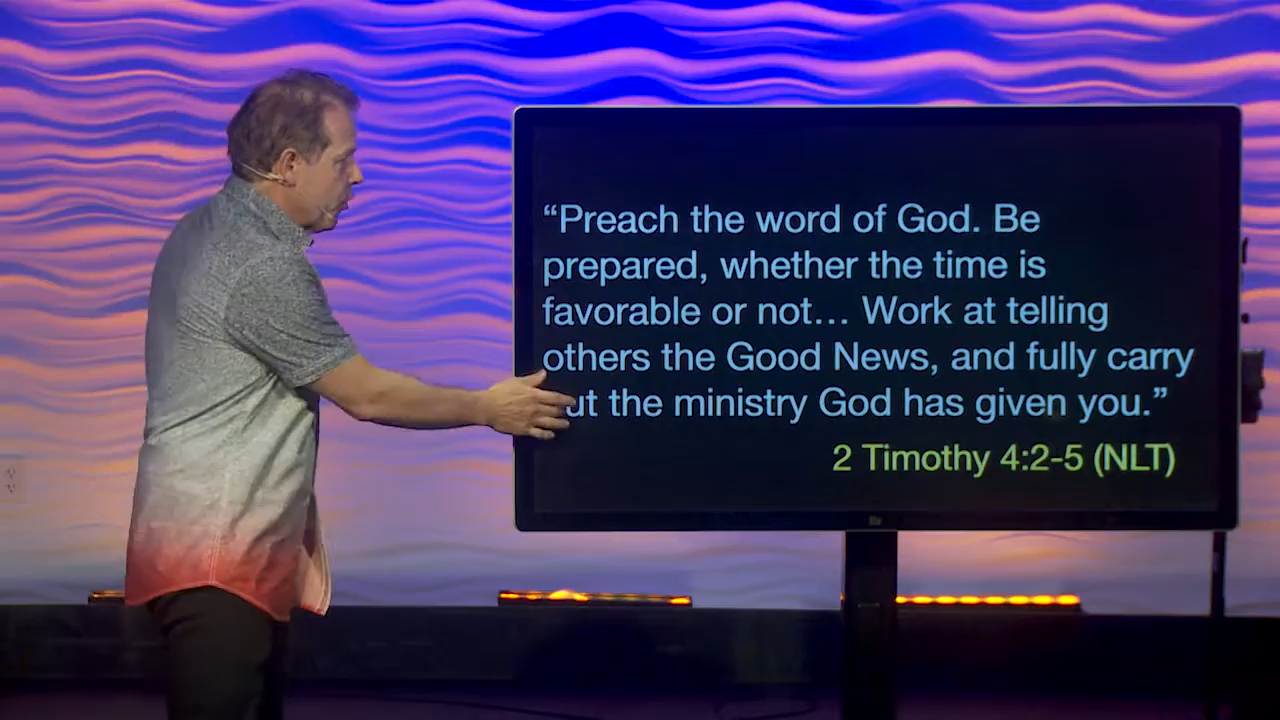 “Preach the word of God. Be
prepared, whether the time is
favorable or not… Work at telling
others the Good News, and fully carry
ut the ministry God has given you.”
2 Timothy 4:2-5 (NLT)